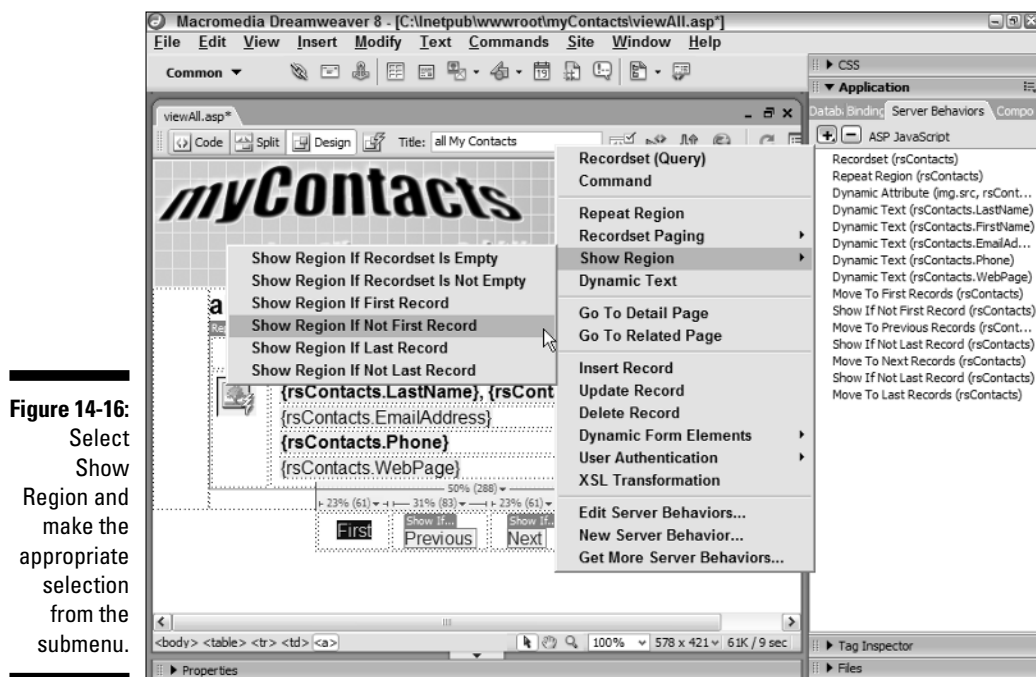 Macromedia Dreamweaver 8 - [C:\Inetpub\wwwroot\myContacts\viewAll.asp*]
File Edit View Insert Modify Text Commands Site Window Help
Common
viewAll.asp*
Code Split Design Title: all My Contacts
myContacts
a
Recordset (Query)
Command
Repeat Region
Recordset Paging
Show Region
Dynamic Text
Go To Detail Page
Go To Related Page
Insert Record
Update Record
Delete Record
Dynamic Form Elements
User Authentication
XSL Transformation
Edit Server Behaviors...
New Server Behavior...
Get More Server Behaviors...
Show Region If Recordset Is Empty
Show Region If Recordset Is Not Empty
Show Region If First Record
Show Region If Not First Record
Show Region If Last Record
Show Region If Not Last Record
{rsContacts.LastName}, {rsCont
{rsContacts.EmailAddress}
{rsContacts.Phone}
{rsContacts.WebPage}
50% (288)
23% (61) 31% (83) 23% (61)
Show If... Show If..
First Previous Next
<body> <table> <tr> <td> <a>
100% 578 x 421 61K / 9 sec
Properties
CSS
Application
Datab Binding Server Behaviors Compo
ASP JavaScript
Recordset (rsContacts)
Repeat Region (rsContacts)
Dynamic Attribute (img.src, rsCont...
Dynamic Text (rsContacts.LastName)
Dynamic Text (rsContacts.FirstName)
Dynamic Text (rsContacts.EmailAd...
Dynamic Text (rsContacts.Phone)
Dynamic Text (rsContacts.WebPage)
Move To First Records (rsContacts)
Show If Not First Record (rsContacts)
Move To Previous Records (rsCont...
Show If Not Last Record (rsContacts)
Move To Next Records (rsContacts)
Show If Not Last Record (rsContacts)
Move To Last Records (rsContacts)
Tag Inspector
Files
Figure 14-16:
Select
Show
Region and
make the
appropriate
selection
from the
submenu.